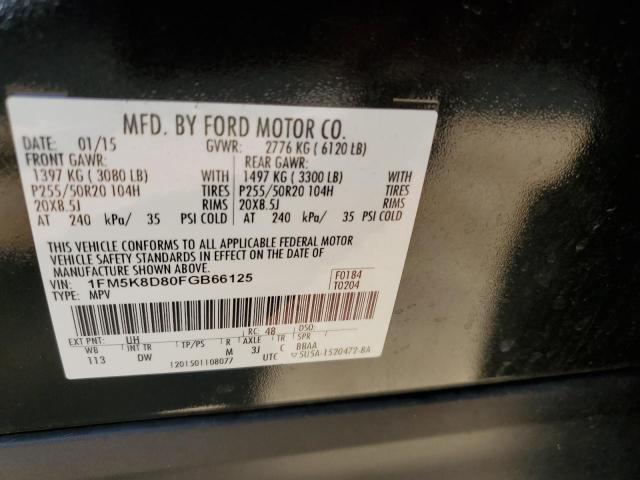 MFD. BY FORD MOTOR CO.
DATE: 01/15 GVWR: 2776 KG ( 6120 LB)
FRONT GAWR: REAR GAWR:
1397 KG ( 3080 LB) WITH 1497 KG ( 3300 LB) WITH
P255/50R20 104H TIRES P255/50R20 104H TIRES
20X8.5J RIMS 20X8.5J RIMS
AT 240 kPa/ 35 PSI COLD AT 240 kPa/ 35 PSI COLD
THIS VEHICLE CONFORMS TO ALL APPLICABLE FEDERAL MOTOR
VEHICLE SAFETY STANDARDS IN EFFECT ON THE DATE OF
MANUFACTURE SHOWN ABOVE.
VIN: 1FM5K8D80FGB66125 F0184
TYPE: MPV T0204
EXT PNT: UH RC: 48 DSO:
WB INT TR TP/PS R AXLE TR SPR
113 DW M 3J C BBAA
1201501108077 UTC 5U5A-1520472-BA